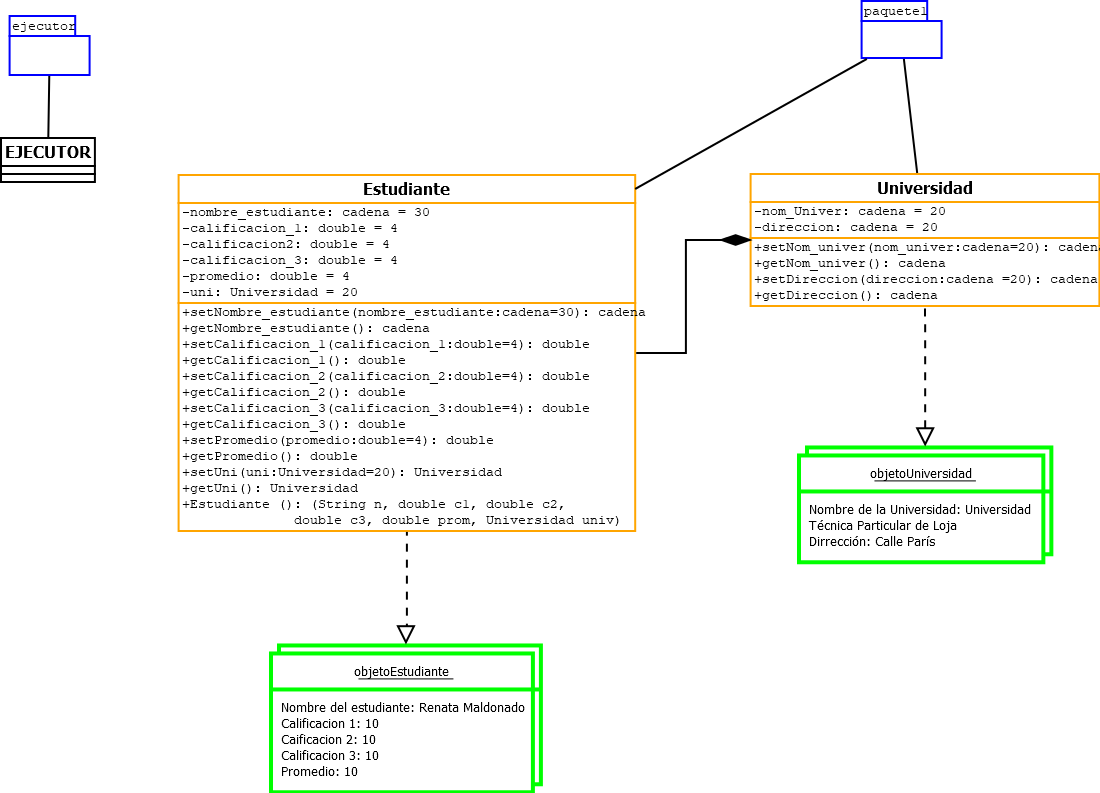 ejecutor
EJECUTOR
paquete1
Estudiante
-nombre_estudiante: cadena = 30
-calificacion_1: double = 4
-calificacion2: double = 4
-calificacion_3: double = 4
-promedio: double = 4
-uni: Universidad = 20
+setNombre_estudiante(nombre_estudiante:cadena=30): cadena
+getNombre_estudiante(): cadena
+setCalificacion_1(calificacion_1:double=4): double
+getCalificacion_1(): double
+setCalificacion_2(calificacion_2:double=4): double
+getCalificacion_2(): double
+setCalificacion_3(calificacion_3:double=4): double
+getCalificacion_3(): double
+setPromedio(promedio:double=4): double
+getPromedio(): double
+setUni(uni:Universidad=20): Universidad
+getUni(): Universidad
+Estudiante (): (String n, double c1, double c2,
double c3, double prom, Universidad univ)
Universidad
-nom_Univer: cadena = 20
-direccion: cadena = 20
+setNom_univer(nom_univer:cadena=20): cadena
+getNom_univer(): cadena
+setDireccion(direccion:cadena =20): cadena
+getDireccion(): cadena
objetoUniversidad
Nombre de la Universidad: Universidad
Técnica Particular de Loja
Dirrección: Calle París
objetoEstudiante
Nombre del estudiante: Renata Maldonado
Calificacion 1: 10
Caificacion 2: 10
Calificacion 3: 10
Promedio: 10